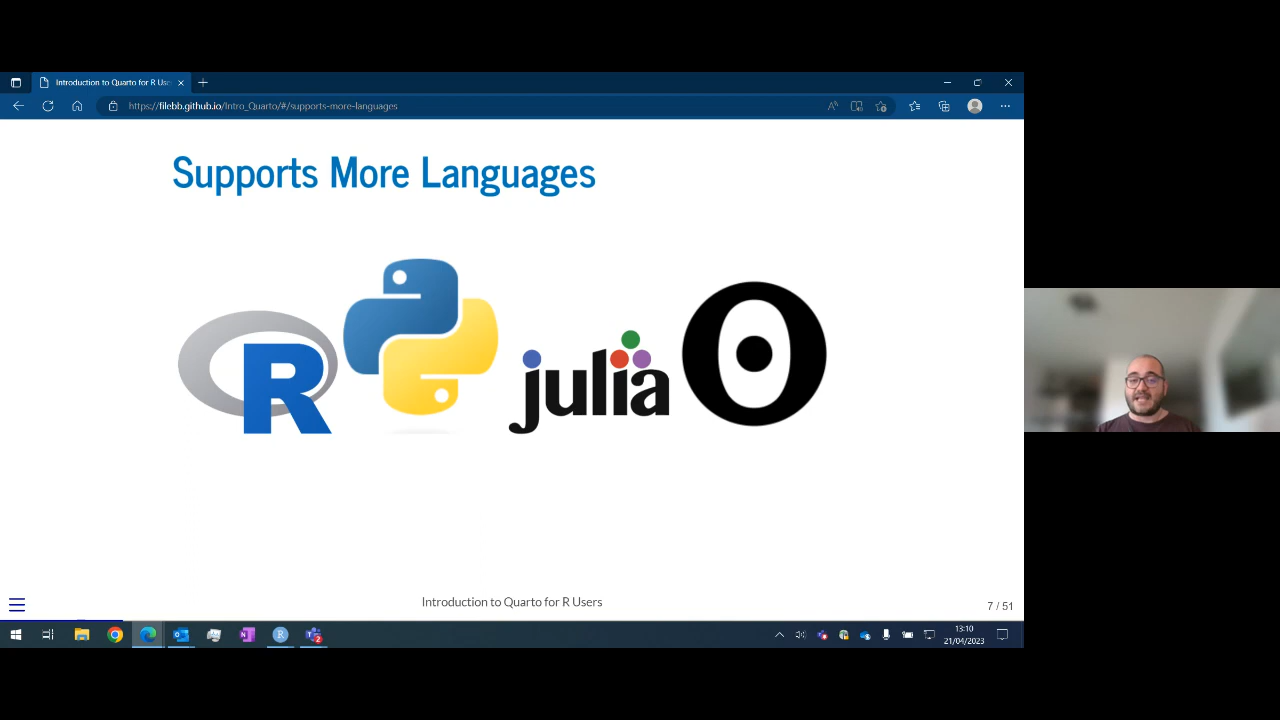 Introduction to Quarto for R Use
https://filebb.github.io/Intro_Quarto/#/supports-more-languages
Supports More Languages
R
julia
Introduction to Quarto for R Users
7 / 51
13:10
21/04/2023